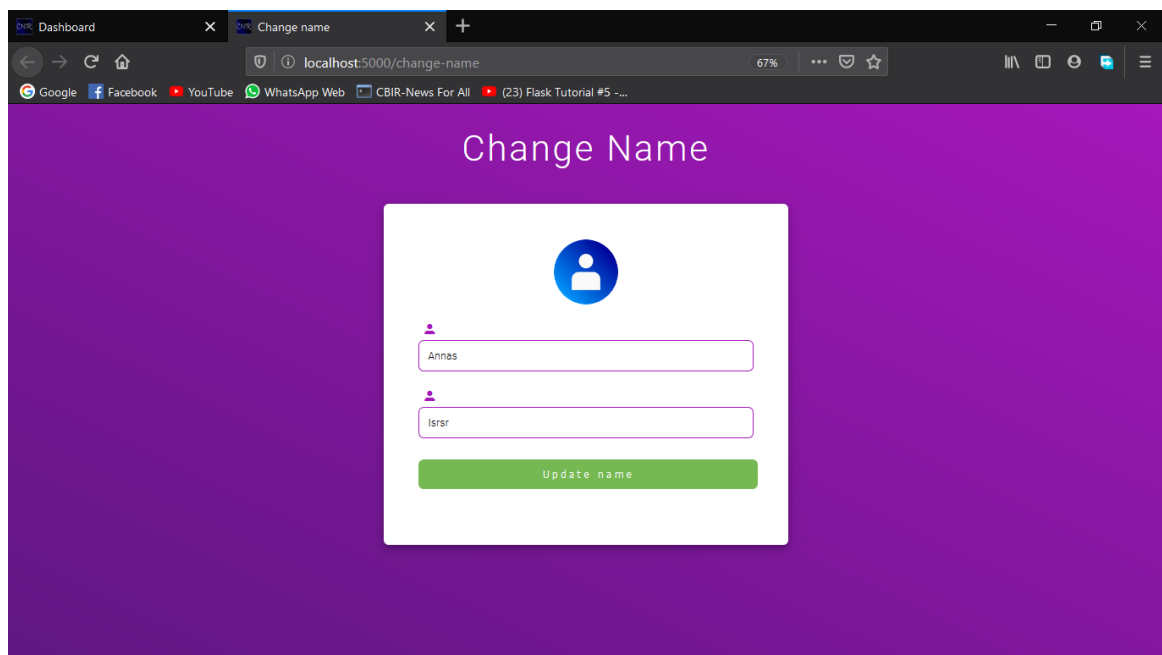 Dashboard
Change name
localhost:5000/change-name
67%
Google
Facebook
YouTube
WhatsApp Web
CBIR-News For All
(23) Flask Tutorial #5 -...
Change Name
Annas
Isrsr
Update name